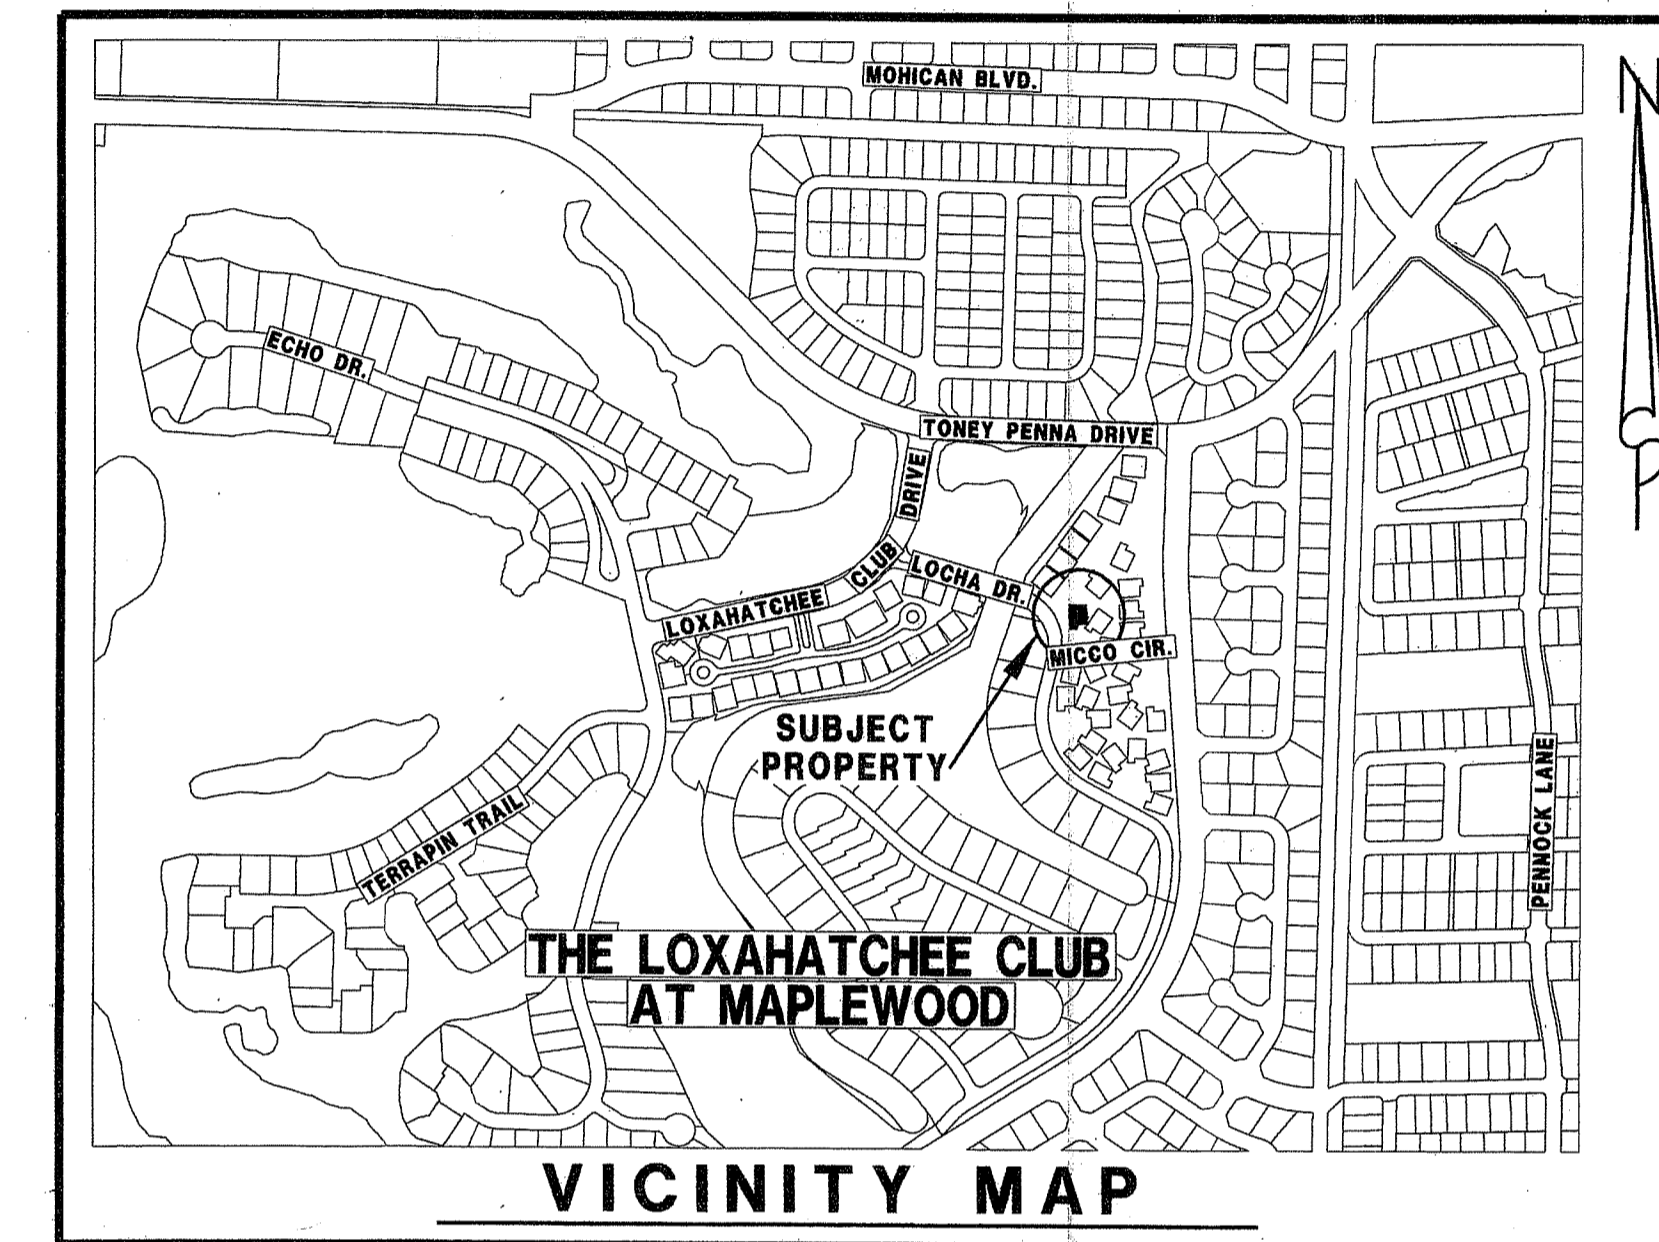 MOHICAN BLVD.
N
ECHO DR.
TONEY PENNA DRIVE
LOXAHATCHEE CLUB DRIVE
LOCHA DR.
MICCO CIR.
SUBJECT
PROPERTY
TERRAPIN TRAIL
PENNOCK LANE
THE LOXAHATCHEE CLUB
AT MAPLEWOOD
VICINITY MAP